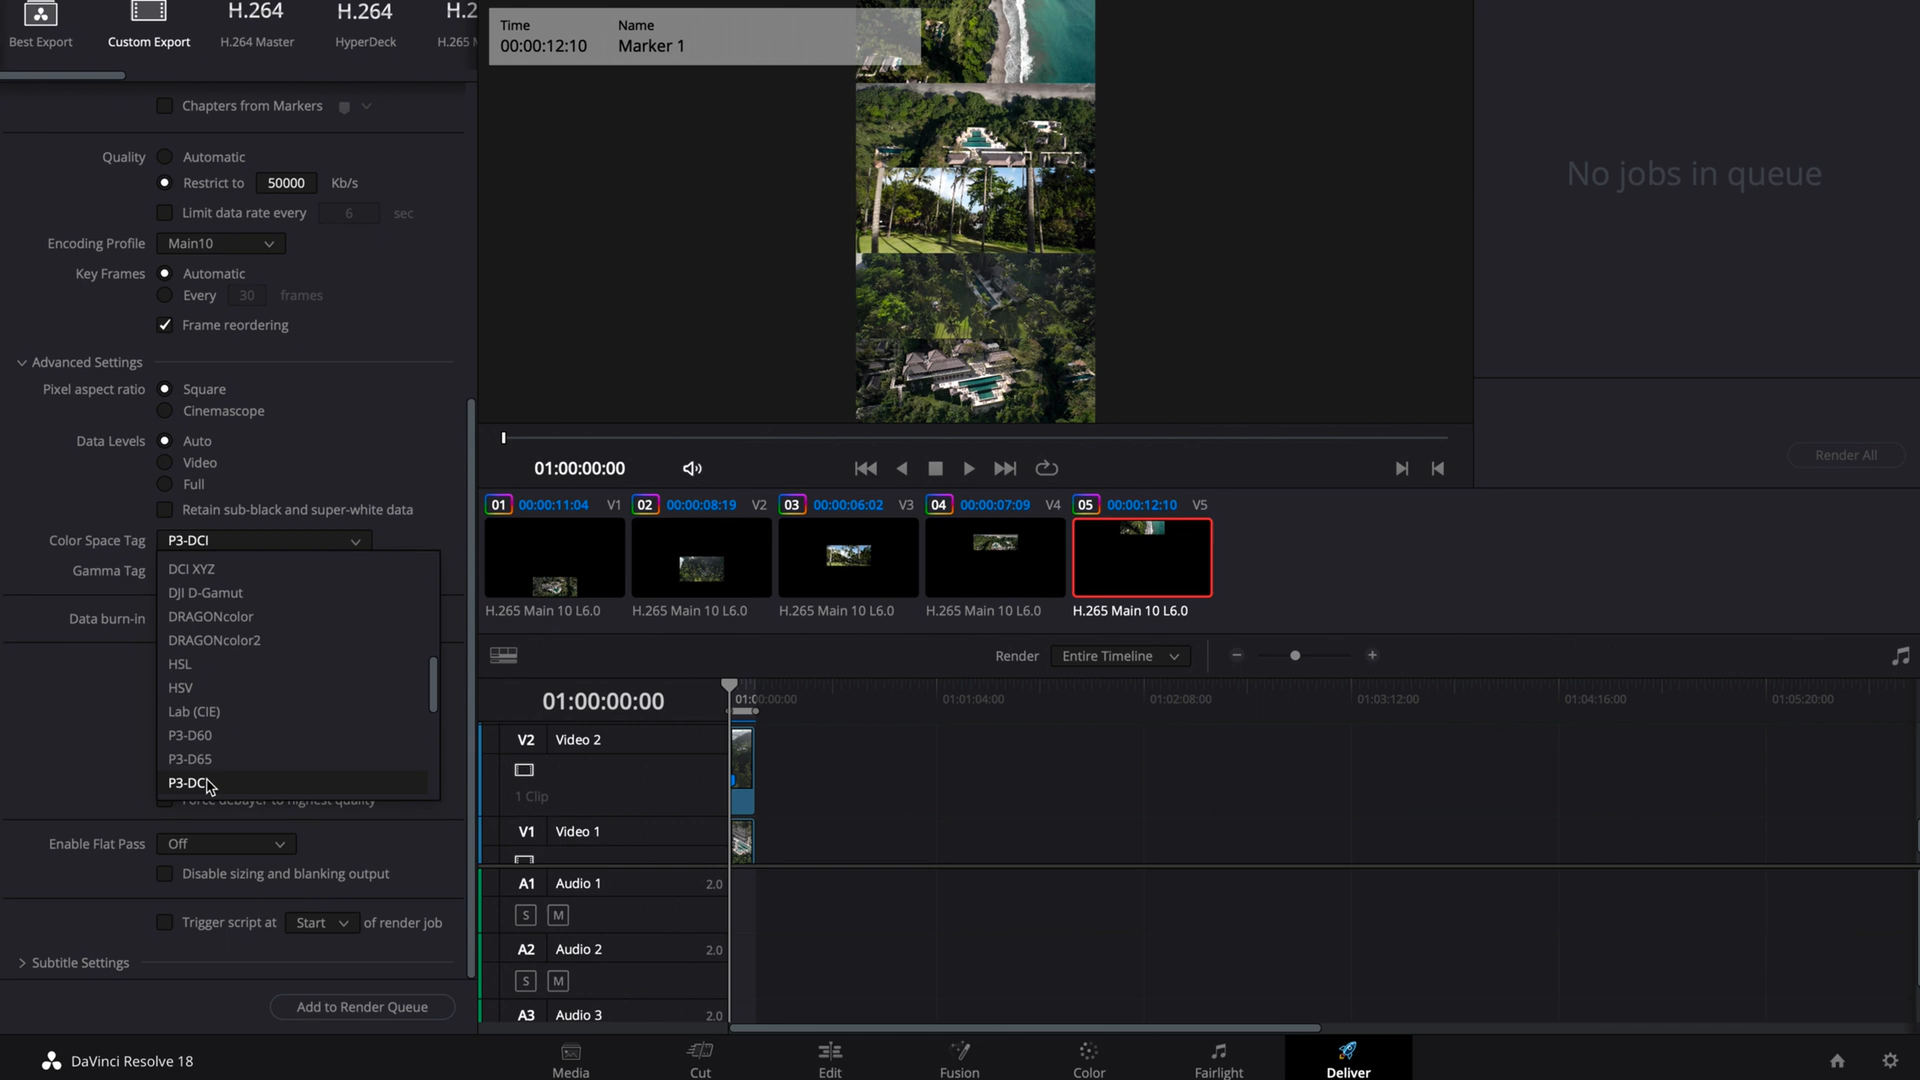 Best Export
Custom Export
H.264
H.264 Master
H.264
HyperDeck
H.2
H.265 M
Chapters from Markers
Quality
Automatic
Restrict to 50000 Kb/s
Limit data rate every 6 sec
Encoding Profile Main10
Key Frames
Automatic
Every 30 frames
Frame reordering
Advanced Settings
Pixel aspect ratio
Square
Cinemascope
Data Levels
Auto
Video
Full
Retain sub-black and super-white data
Color Space Tag P3-DCI
Gamma Tag
Data burn-in
DCI XYZ
DJI D-Gamut
DRAGONcolor
DRAGONcolor2
HSL
HSV
Lab (CIE)
P3-D60
P3-D65
P3-DC
Force debayer to highest quality
Enable Flat Pass Off
Disable sizing and blanking output
Trigger script at Start of render job
Subtitle Settings
Add to Render Queue
Time Name
00:00:12:10 Marker 1
01:00:00:00
01 00:00:11:04 V1
H.265 Main 10 L6.0
02 00:00:08:19 V2
H.265 Main 10 L6.0
03 00:00:06:02 V3
H.265 Main 10 L6.0
04 00:00:07:09 V4
H.265 Main 10 L6.0
05 00:00:12:10 V5
H.265 Main 10 L6.0
Render Entire Timeline
01:00:00:00
01:00:00:00 01:01:04:00 01:02:08:00 01:03:12:00 01:04:16:00 01:05:20:00
V2 Video 2
1 Clip
V1 Video 1
A1 Audio 1 2.0
S M
A2 Audio 2 2.0
S M
A3 Audio 3 2.0
No jobs in queue
Render All
DaVinci Resolve 18
Media
Cut
Edit
Fusion
Color
Fairlight
Deliver